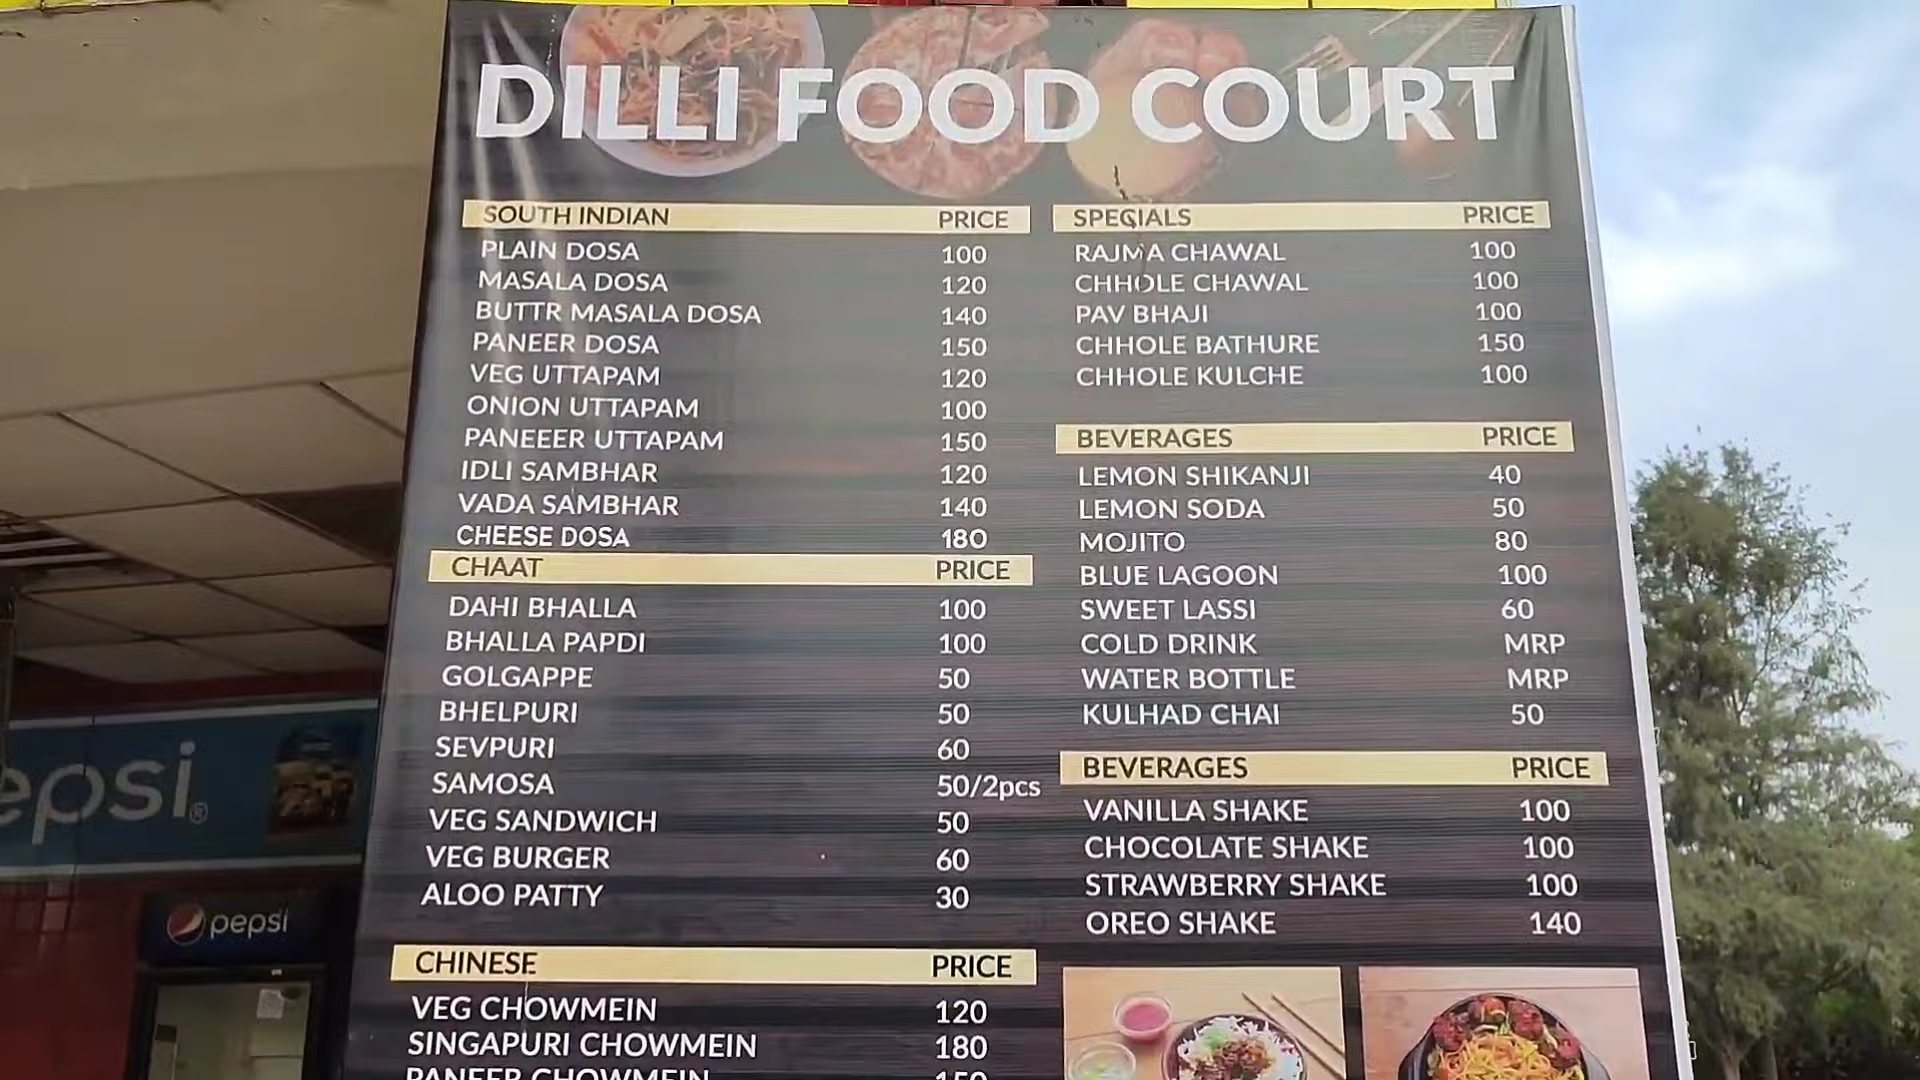 DILLI FOOD COURT
SOUTH INDIAN PRICE
PLAIN DOSA 100
MASALA DOSA 120
BUTTR MASALA DOSA 140
PANEER DOSA 150
VEG UTTAPAM 120
ONION UTTAPAM 100
PANEEER UTTAPAM 150
IDLI SAMBHAR 120
VADA SAMBHAR 140
CHEESE DOSA 180
CHAAT PRICE
DAHI BHALLA 100
BHALLA PAPDI 100
GOLGAPPE 50
BHELPURI 50
SEVPURI 60
SAMOSA 50/2pcs
VEG SANDWICH 50
VEG BURGER 60
ALOO PATTY 30
CHINESE PRICE
VEG CHOWMEIN 120
SINGAPURI CHOWMEIN 180
PANEER CHOWMEIN 150
SPECIALS PRICE
RAJMA CHAWAL 100
CHHOLE CHAWAL 100
PAV BHAJI 100
CHHOLE BATHURE 150
CHHOLE KULCHE 100
BEVERAGES PRICE
LEMON SHIKANJI 40
LEMON SODA 50
MOJITO 80
BLUE LAGOON 100
SWEET LASSI 60
COLD DRINK MRP
WATER BOTTLE MRP
KULHAD CHAI 50
BEVERAGES PRICE
VANILLA SHAKE 100
CHOCOLATE SHAKE 100
STRAWBERRY SHAKE 100
OREO SHAKE 140
epsi®
pepsi